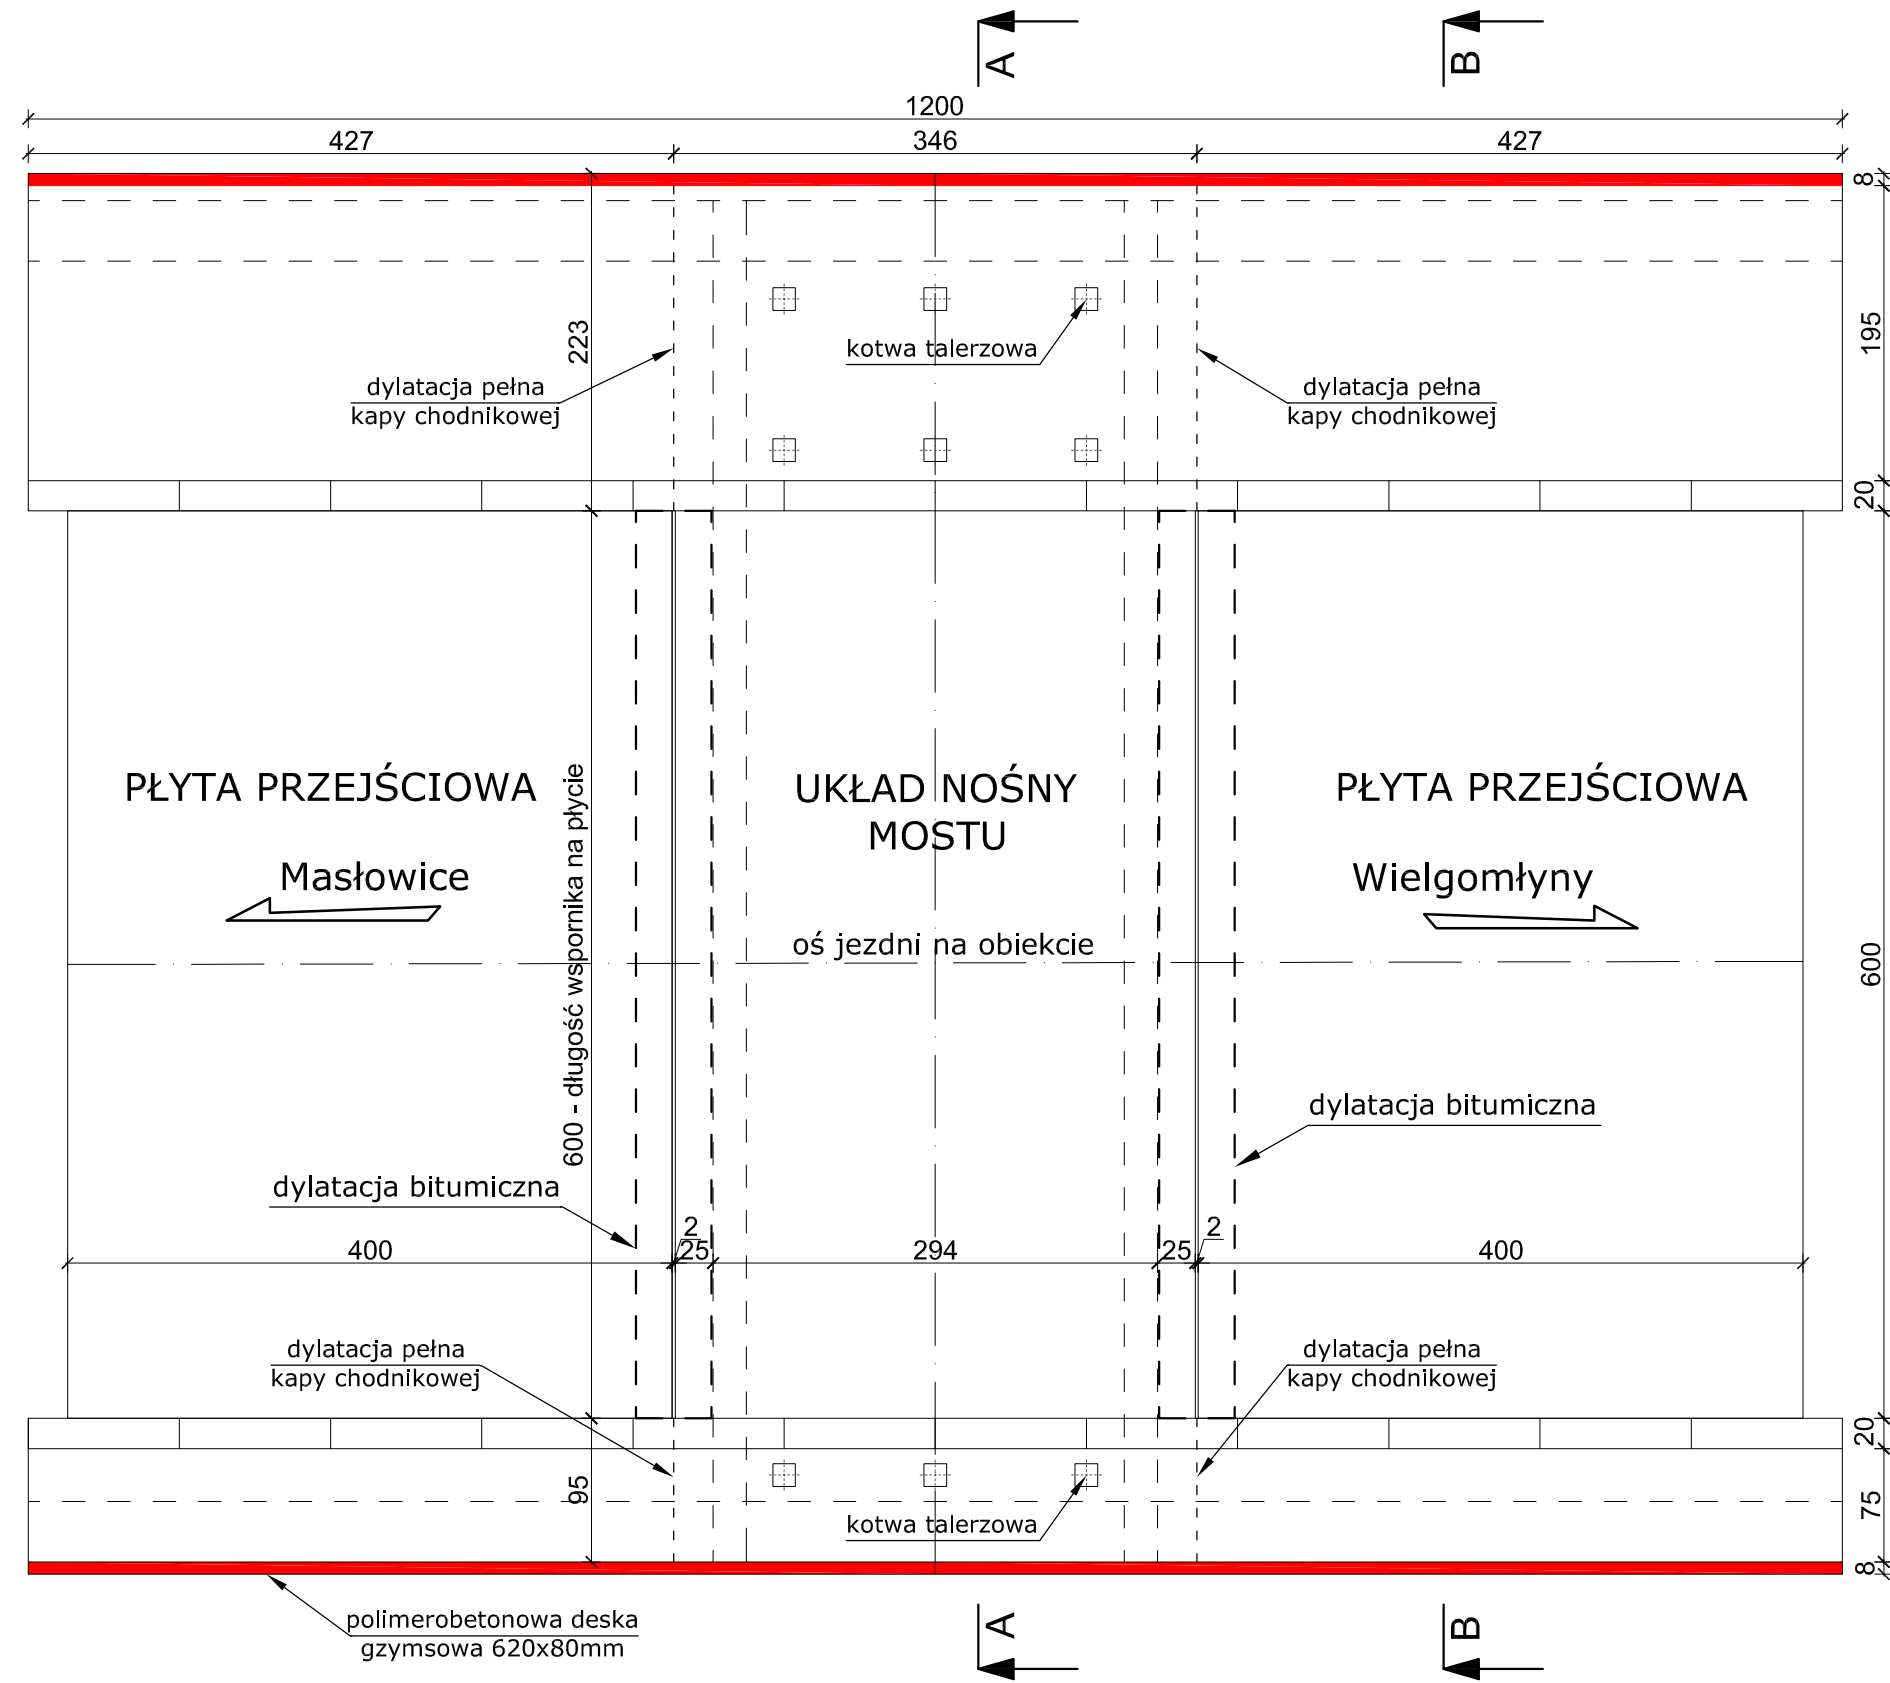 A
B
1200
427
346
427
8
223
195
kotwa talerzowa
dylatacja pełna
kapy chodnikowej
dylatacja pełna
kapy chodnikowej
20
PŁYTA PRZEJŚCIOWA
UKŁAD NOŚNY
MOSTU
PŁYTA PRZEJŚCIOWA
Masłowice
Wielgomłyny
600 - długość wspornika na płycie
oś jezdni na obiekcie
600
dylatacja bitumiczna
dylatacja bitumiczna
400
2
25
294
25
2
400
dylatacja pełna
kapy chodnikowej
dylatacja pełna
kapy chodnikowej
20
95
75
kotwa talerzowa
8
polimerobetonowa deska
gzymsowa 620x80mm
A
B